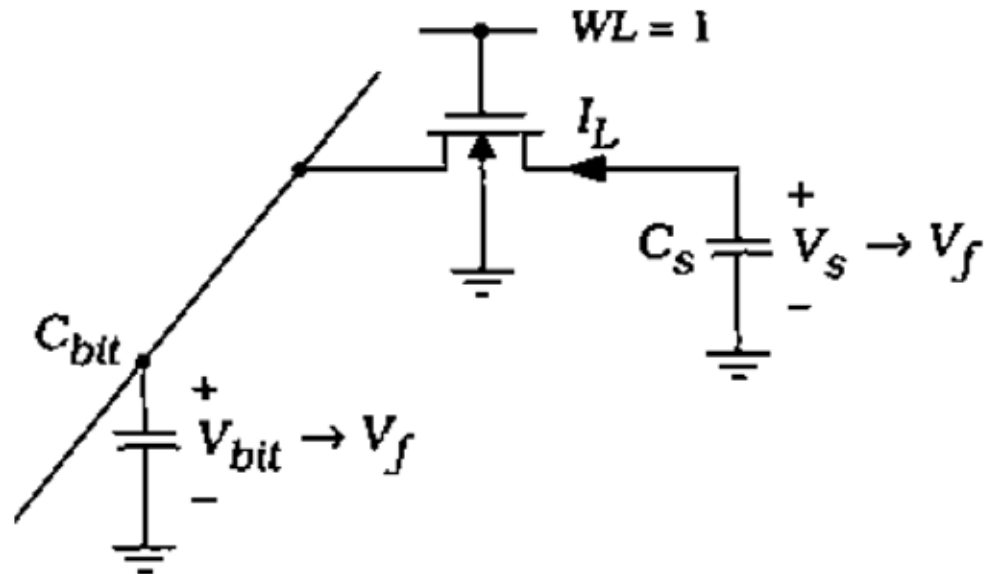 WL = 1
I_L
+
C_s V_s → V_f
−
C_bit
+
V_bit → V_f
−